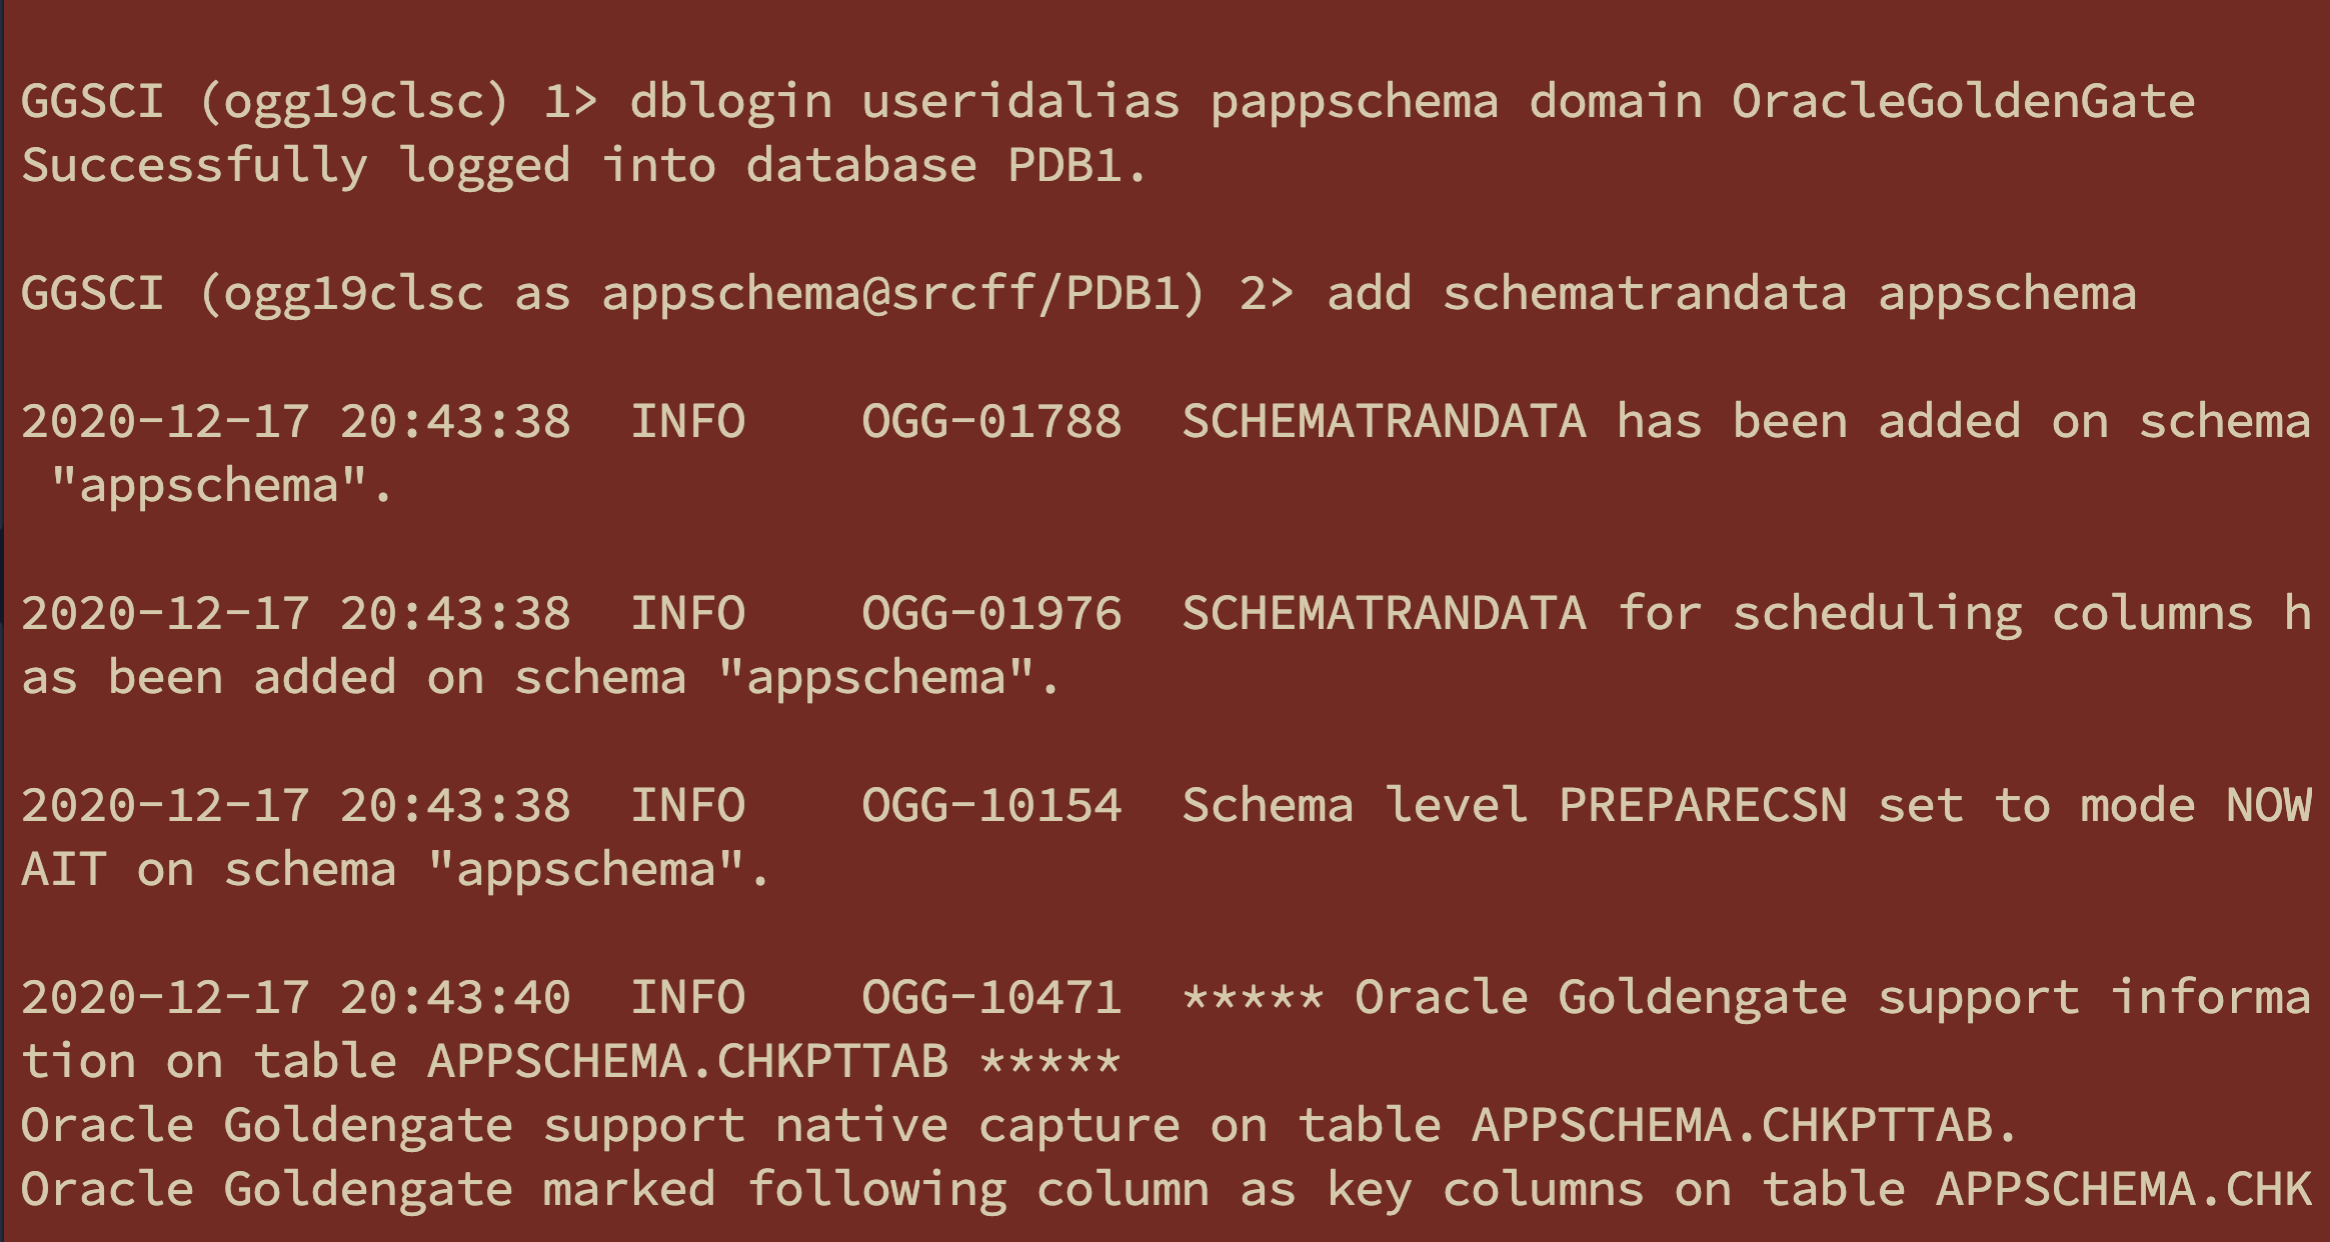 GGSCI (ogg19clsc) 1> dblogin useridalias pappschema domain OracleGoldenGate
Successfully logged into database PDB1.
GGSCI (ogg19clsc as appschema@srcff/PDB1) 2> add schematrandata appschema
2020-12-17 20:43:38  INFO    OGG-01788  SCHEMATRANDATA has been added on schema
 "appschema".
2020-12-17 20:43:38  INFO    OGG-01976  SCHEMATRANDATA for scheduling columns h
as been added on schema "appschema".
2020-12-17 20:43:38  INFO    OGG-10154  Schema level PREPARECSN set to mode NOW
AIT on schema "appschema".
2020-12-17 20:43:40  INFO    OGG-10471  ***** Oracle Goldengate support informa
tion on table APPSCHEMA.CHKPTTAB *****
Oracle Goldengate support native capture on table APPSCHEMA.CHKPTTAB.
Oracle Goldengate marked following column as key columns on table APPSCHEMA.CHK